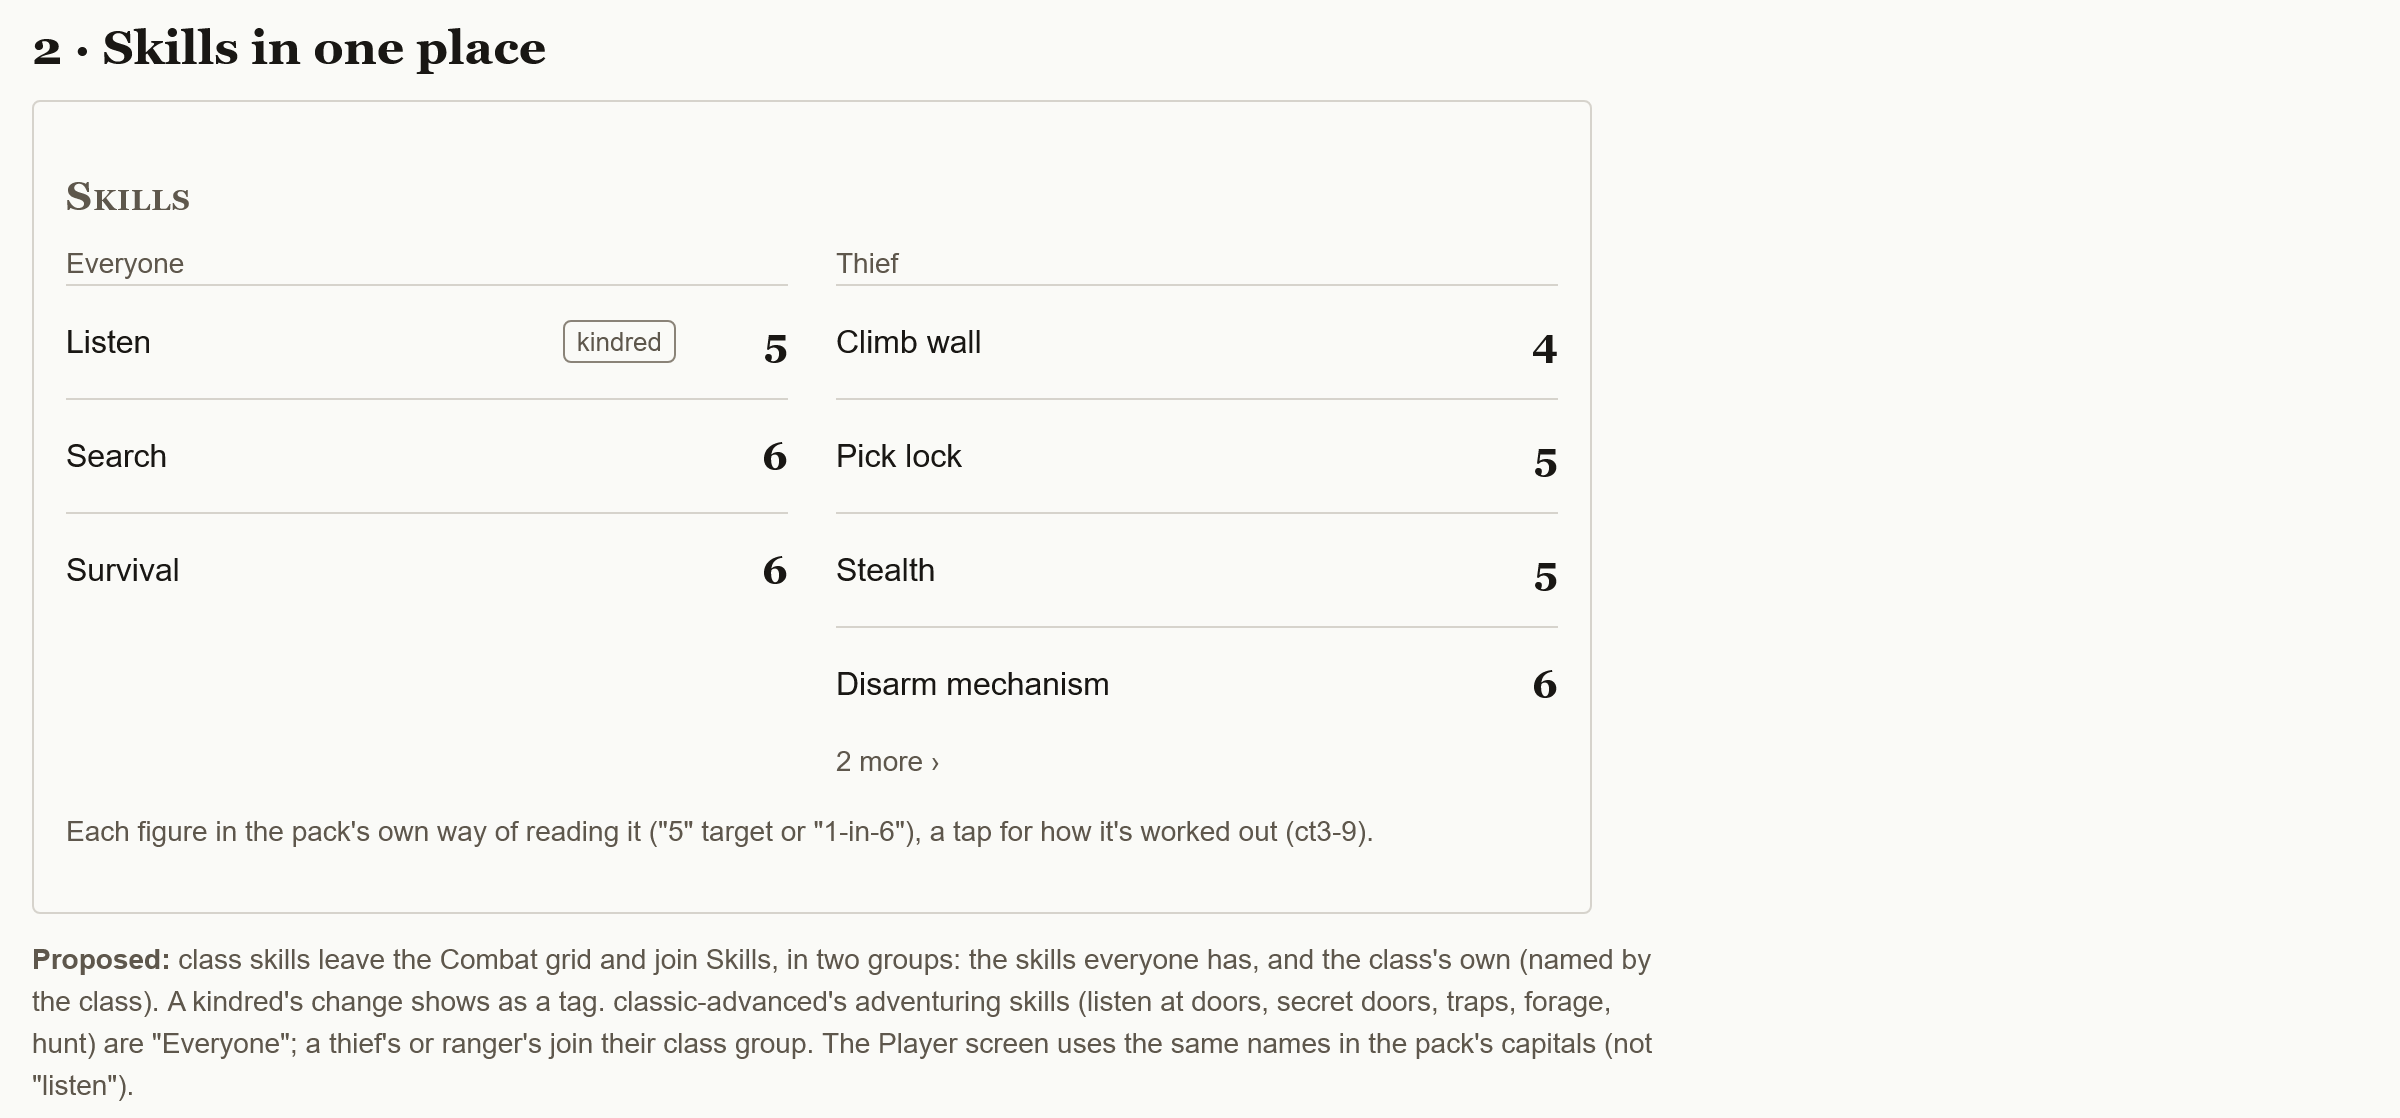 2 · Skills in one place
Skills
Everyone
Listen kindred 5
Search 6
Survival 6
Thief
Climb wall 4
Pick lock 5
Stealth 5
Disarm mechanism 6
2 more ›
Each figure in the pack's own way of reading it ("5" target or "1-in-6"), a tap for how it's worked out (ct3-9).
Proposed: class skills leave the Combat grid and join Skills, in two groups: the skills everyone has, and the class's own (named by
the class). A kindred's change shows as a tag. classic-advanced's adventuring skills (listen at doors, secret doors, traps, forage,
hunt) are "Everyone"; a thief's or ranger's join their class group. The Player screen uses the same names in the pack's capitals (not
"listen").